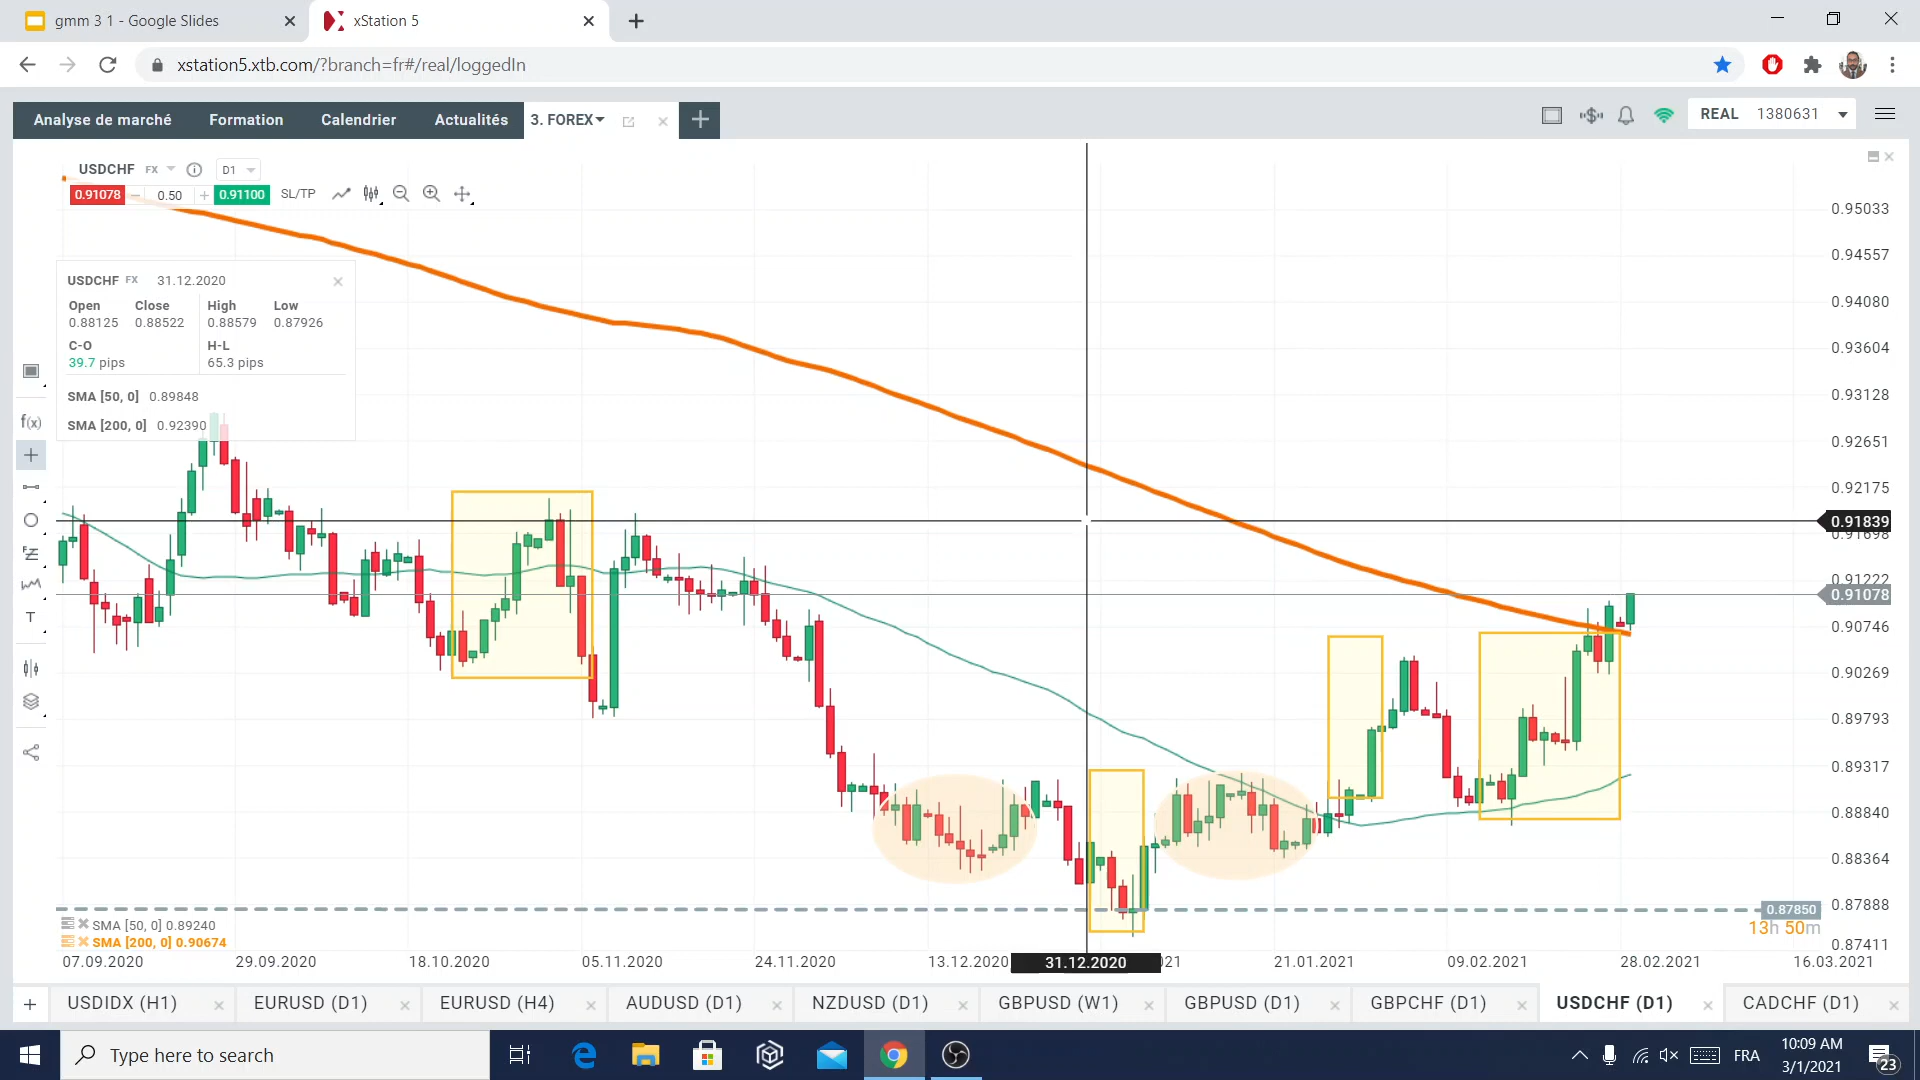 gmm 3 1 - Google Slides
xStation 5
xstation5.xtb.com/?branch=fr#/real/loggedIn
Analyse de marché Formation Calendrier Actualités 3. FOREX
REAL 1380631
USDCHF FX D1
0.91078 0.50 0.91100 SL/TP
USDCHF FX 31.12.2020
Open Close High Low
0.88125 0.88522 0.88579 0.87926
C-O H-L
39.7 pips 65.3 pips
SMA [50, 0] 0.89848
SMA [200, 0] 0.92390
f(x)
T
0.95033
0.94557
0.94080
0.93604
0.93128
0.92651
0.92175
0.91839
0.91698
0.91222
0.91078
0.90746
0.90269
0.89793
0.89317
0.88840
0.88364
0.87888
0.87850
13h 50m
0.87411
SMA [50, 0] 0.89240
SMA [200, 0] 0.90674
07.09.2020 29.09.2020 18.10.2020 05.11.2020 24.11.2020 13.12.2020 31.12.2020 21 21.01.2021 09.02.2021 28.02.2021 16.03.2021
USDIDX (H1) EURUSD (D1) EURUSD (H4) AUDUSD (D1) NZDUSD (D1) GBPUSD (W1) GBPUSD (D1) GBPCHF (D1) USDCHF (D1) CADCHF (D1)
Type here to search
FRA
10:09 AM
3/1/2021
23